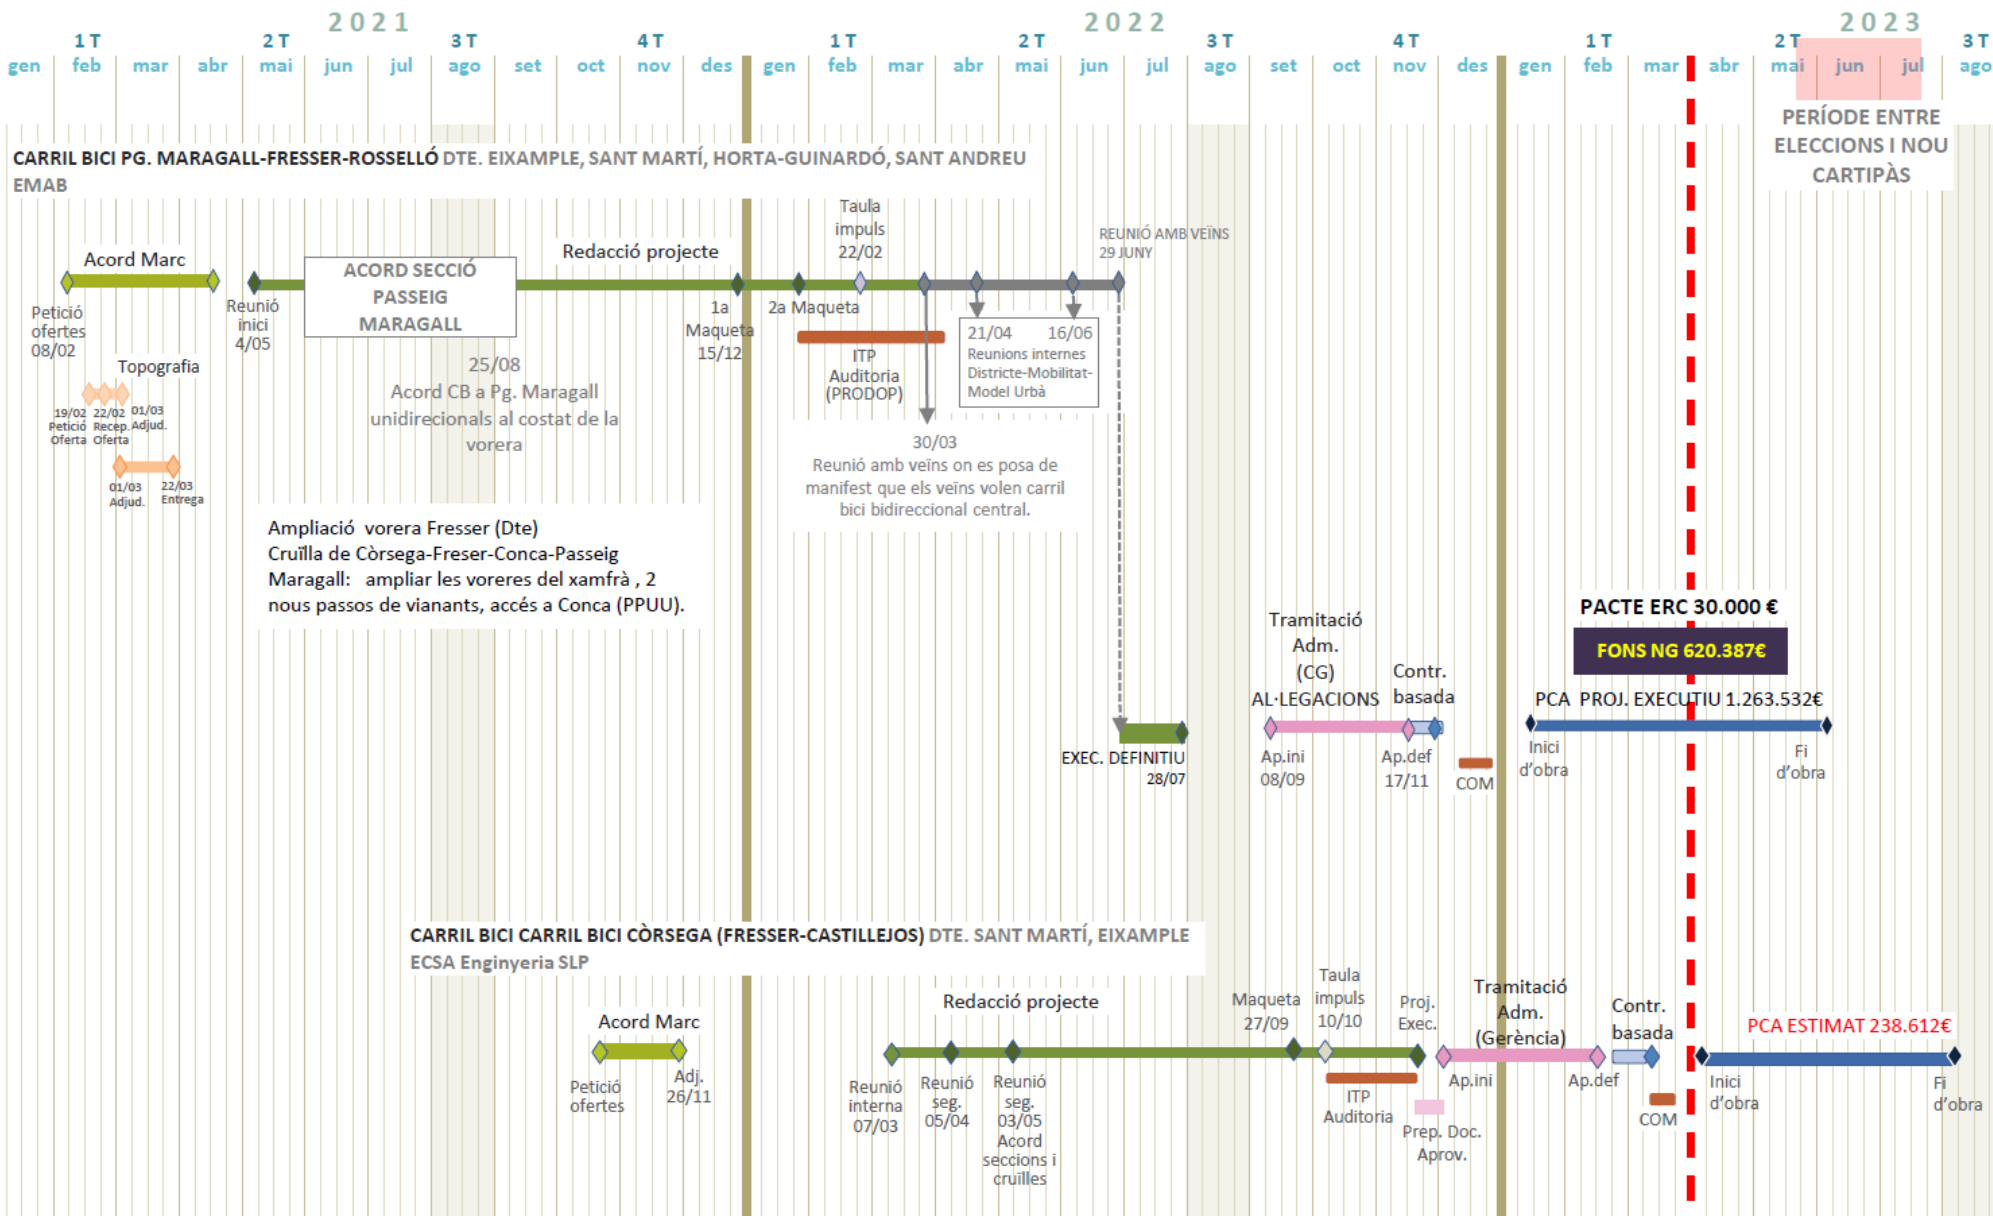 2021
2022
2023
1 T
2 T
3 T
4 T
1 T
2 T
3 T
4 T
1 T
2 T
3 T
gen feb mar abr mai jun jul ago set oct nov des gen feb mar abr mai jun jul ago set oct nov des gen feb mar abr mai jun jul ago
PERÍODE ENTRE
ELECCIONS I NOU
CARTIPÀS
CARRIL BICI PG. MARAGALL-FRESSER-ROSSELLÓ DTE. EIXAMPLE, SANT MARTÍ, HORTA-GUINARDÓ, SANT ANDREU
EMAB
Acord Marc
Petició
ofertes
08/02
Topografia
19/02
Petició
Oferta
22/02
Recep.
Oferta
01/03
Adjud.
01/03
Adjud.
22/03
Entrega
Reunió
inici
4/05
ACORD SECCIÓ
PASSEIG
MARAGALL
25/08
Acord CB a Pg. Maragall
unidirecionals al costat de la
vorera
Redacció projecte
1a
Maqueta
15/12
2a Maqueta
Taula
impuls
22/02
ITP
Auditoria
(PRODOP)
30/03
Reunió amb veïns on es posa de
manifest que els veïns volen carril
bici bidireccional central.
21/04 16/06
Reunions internes
Districte-Mobilitat-
Model Urbà
REUNIÓ AMB VEÏNS
29 JUNY
Ampliació vorera Fresser (Dte)
Cruïlla de Còrsega-Freser-Conca-Passeig
Maragall: ampliar les voreres del xamfrà , 2
nous passos de vianants, accés a Conca (PPUU).
EXEC. DEFINITIU
28/07
Tramitació
Adm.
(CG)
AL·LEGACIONS
Ap.ini
08/09
Contr.
basada
Ap.def
17/11
COM
PACTE ERC 30.000 €
FONS NG 620.387€
PCA PROJ. EXECUTIU 1.263.532€
Inici
d'obra
Fi
d'obra
CARRIL BICI CARRIL BICI CÒRSEGA (FRESSER-CASTILLEJOS) DTE. SANT MARTÍ, EIXAMPLE
ECSA Enginyeria SLP
Acord Marc
Petició
ofertes
Adj.
26/11
Redacció projecte
Reunió
interna
07/03
Reunió
seg.
05/04
Reunió
seg.
03/05
Acord
seccions i
cruïlles
Maqueta
27/09
Taula
impuls
10/10
Proj.
Exec.
ITP
Auditoria
Prep. Doc.
Aprov.
Tramitació
Adm.
(Gerència)
Ap.ini
Ap.def
Contr.
basada
COM
PCA ESTIMAT 238.612€
Inici
d'obra
Fi
d'obra